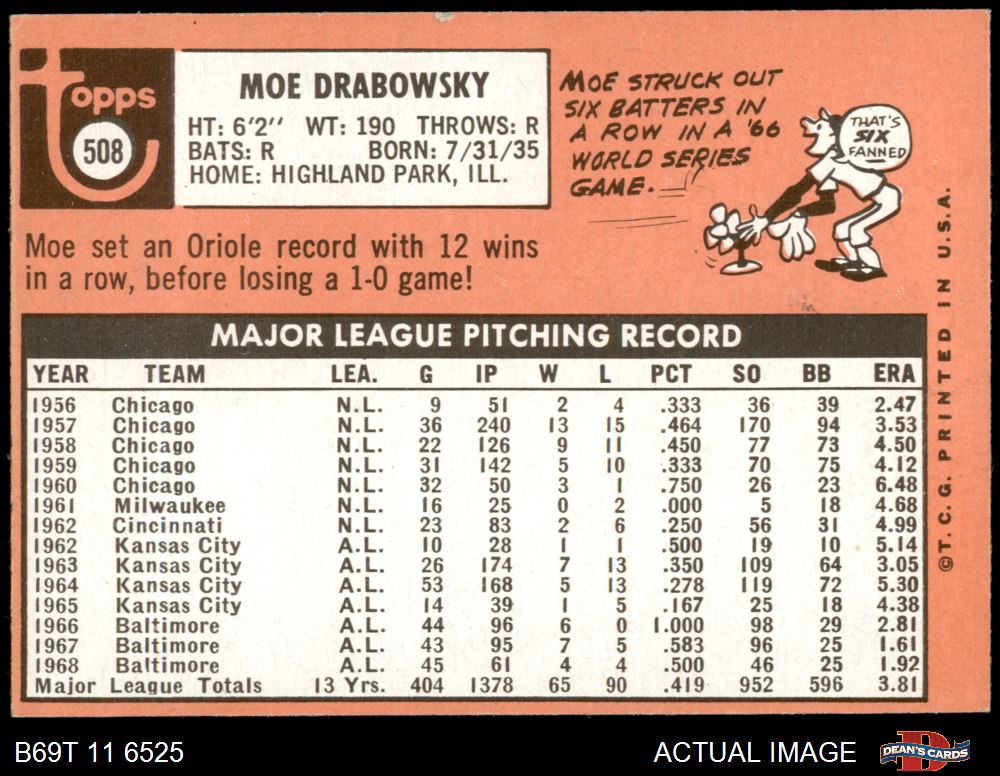 topps
508
MOE DRABOWSKY
HT: 6'2" WT: 190 THROWS: R
BATS: R BORN: 7/31/35
HOME: HIGHLAND PARK, ILL.
MOE STRUCK OUT
SIX BATTERS IN
A ROW IN A '66
WORLD SERIES
GAME.
THAT'S
SIX
FANNED
Moe set an Oriole record with 12 wins
in a row, before losing a 1-0 game!
MAJOR LEAGUE PITCHING RECORD
YEAR TEAM LEA. G IP W L PCT SO BB ERA
1956 Chicago N.L. 9 51 2 4 .333 36 39 2.47
1957 Chicago N.L. 36 240 13 15 .464 170 94 3.53
1958 Chicago N.L. 22 126 9 11 .450 77 73 4.50
1959 Chicago N.L. 31 142 5 10 .333 70 75 4.12
1960 Chicago N.L. 32 50 3 1 .750 26 23 6.48
1961 Milwaukee N.L. 16 25 0 2 .000 5 18 4.68
1962 Cincinnati N.L. 23 83 2 6 .250 56 31 4.99
1962 Kansas City A.L. 10 28 1 1 .500 19 10 5.14
1963 Kansas City A.L. 26 174 7 13 .350 109 64 3.05
1964 Kansas City A.L. 53 168 5 13 .278 119 72 5.30
1965 Kansas City A.L. 14 39 1 5 .167 25 18 4.38
1966 Baltimore A.L. 44 96 6 0 1.000 98 29 2.81
1967 Baltimore A.L. 43 95 7 5 .583 96 25 1.61
1968 Baltimore A.L. 45 61 4 4 .500 46 25 1.92
Major League Totals 13 Yrs. 404 1378 65 90 .419 952 596 3.81
©T.C.G. PRINTED IN U.S.A.
B69T 11 6525
ACTUAL IMAGE
DEAN'S CARDS